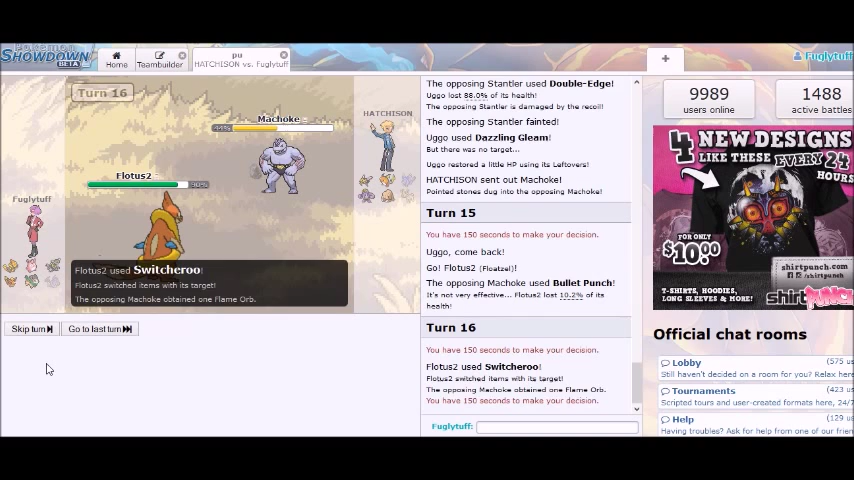 Pokémon
SHOWDOWN
BETA
Home
Teambuilder
pu
HATCHISON vs. Fuglytuff
+
Fuglytuff
Turn 16
HATCHISON
Machoke
44%
Flotus2
90%
Fuglytuff
Flotus2 used Switcheroo!
Flotus2 switched items with its target!
The opposing Machoke obtained one Flame Orb.
Skip turn
Go to last turn
The opposing Stantler used Double-Edge!
Uggo lost 88.0% of its health!
The opposing Stantler is damaged by the recoil!
The opposing Stantler fainted!
Uggo used Dazzling Gleam!
But there was no target...
Uggo restored a little HP using its Leftovers!
HATCHISON sent out Machoke!
Pointed stones dug into the opposing Machoke!
Turn 15
You have 150 seconds to make your decision.
Uggo, come back!
Go! Flotus2 (Floatzel)!
The opposing Machoke used Bullet Punch!
It's not very effective... Flotus2 lost 10.2% of its
health!
Turn 16
You have 150 seconds to make your decision.
Flotus2 used Switcheroo!
Flotus2 switched items with its target!
The opposing Machoke obtained one Flame Orb.
You have 150 seconds to make your decision.
Fuglytuff:
9989
users online
1488
active battles
4 NEW DESIGNS
LIKE THESE EVERY 24
HOURS
FOR ONLY
$10.00
shirtpunch.com
T-SHIRTS, HOODIES,
LONG SLEEVES & MORE!
shirtPUNCH
Official chat rooms
Lobby
(575 us
Still haven't decided on a room for you? Relax here
Tournaments
(423 us
Scripted tours and user-created formats here, 24/7
Help
(129 us
Having troubles? Ask for help from one of our frien